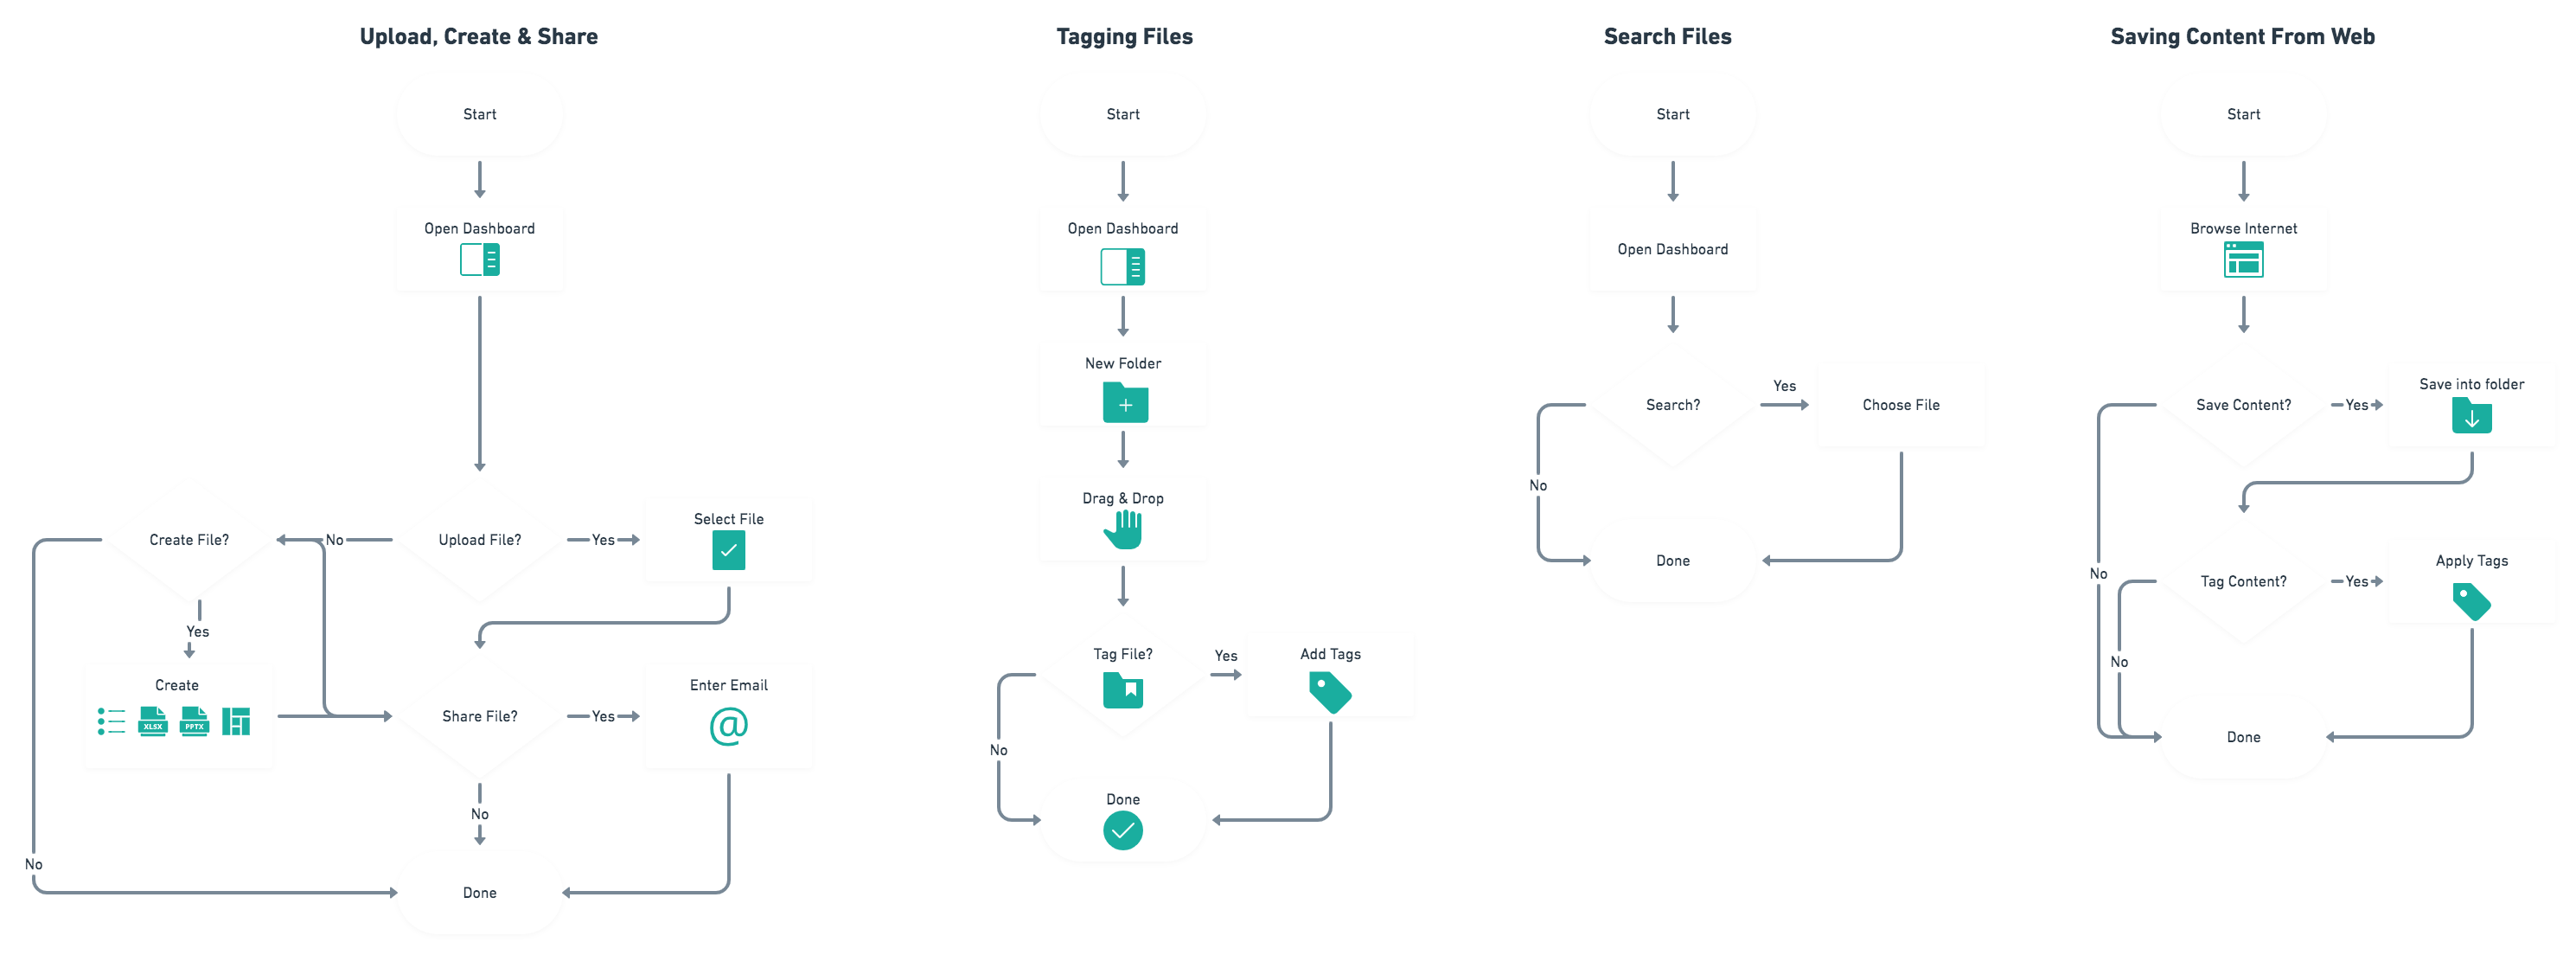 Upload, Create & Share
Start
Open Dashboard
Create File?
No
Upload File?
Yes
Select File
Yes
Create
XLSX
PPTX
Share File?
Yes
Enter Email
@
No
No
Done
Tagging Files
Start
Open Dashboard
New Folder
Drag & Drop
Tag File?
Yes
Add Tags
No
Done
Search Files
Start
Open Dashboard
Search?
Yes
Choose File
No
Done
Saving Content From Web
Start
Browse Internet
Save Content?
Yes
Save into folder
No
Tag Content?
Yes
Apply Tags
No
Done